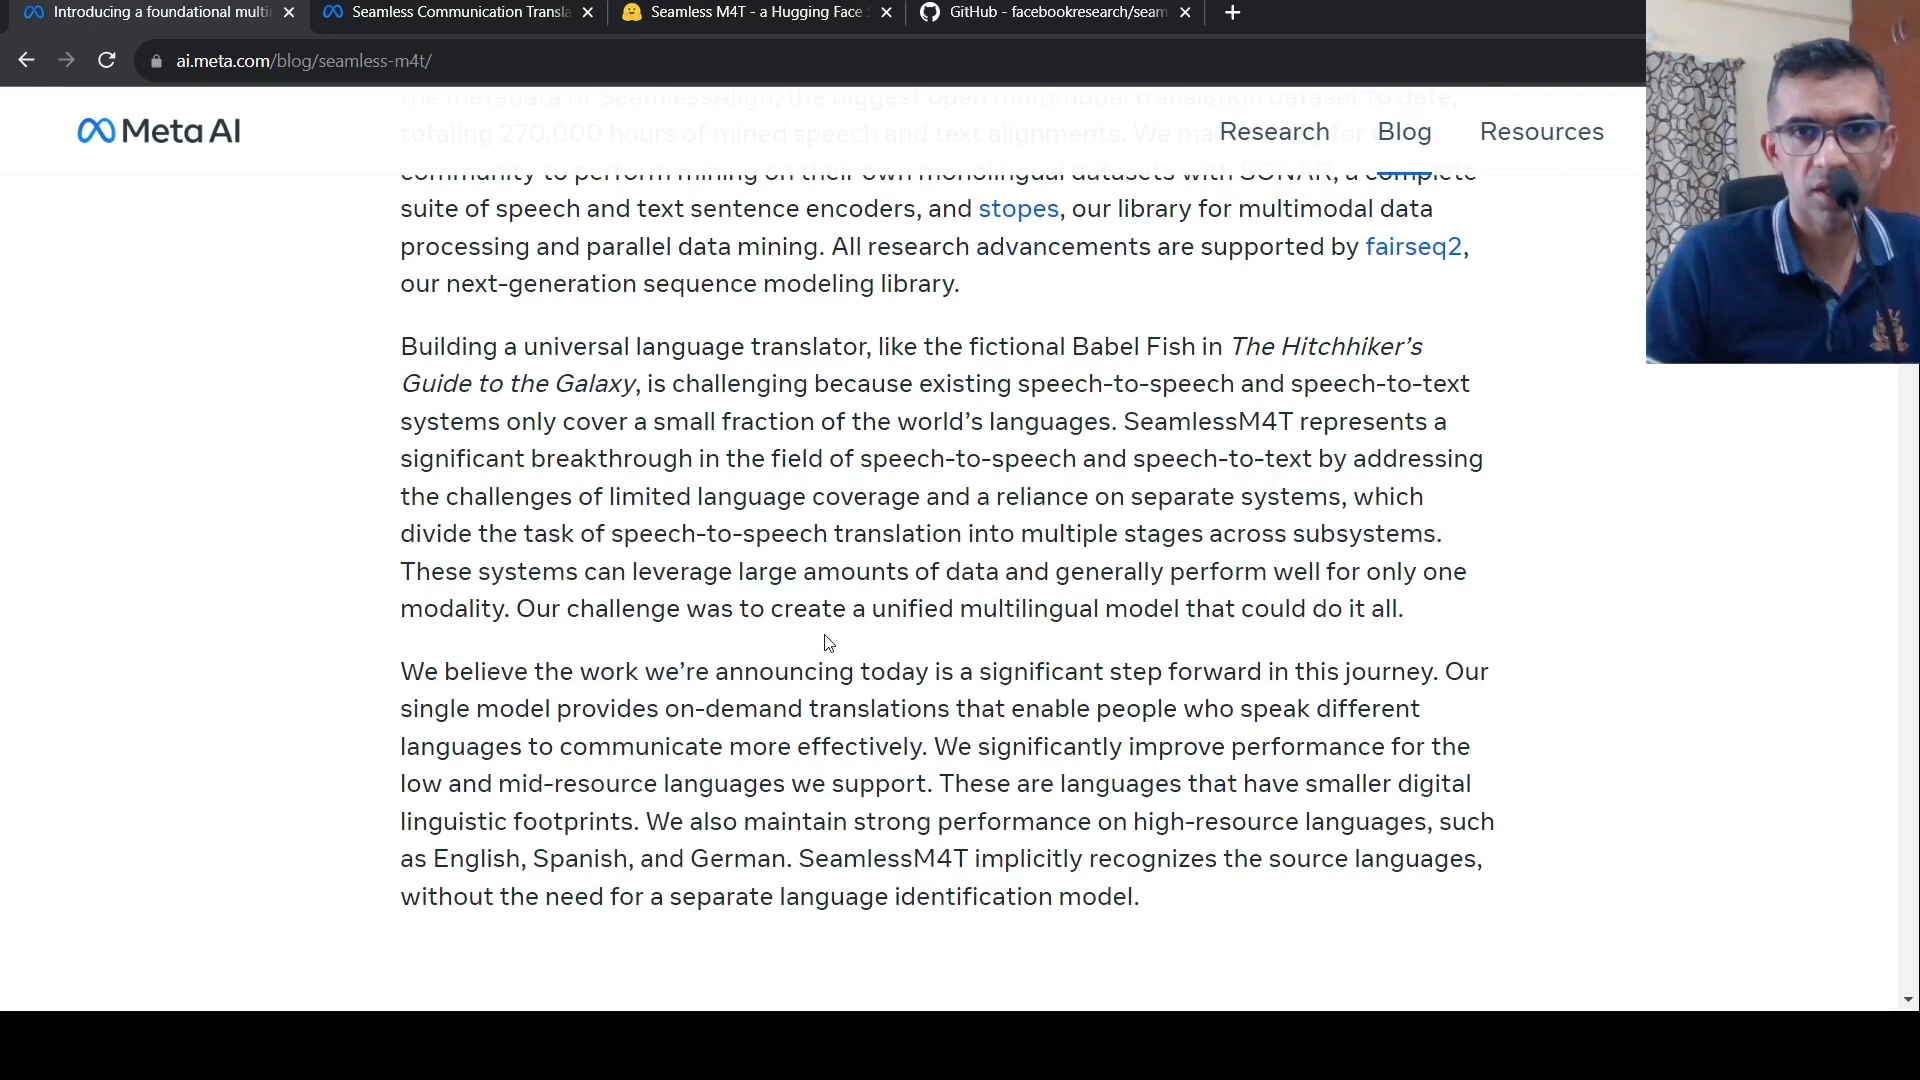 Introducing a foundational multi
Seamless Communication Transla
Seamless M4T - a Hugging Face S
GitHub - facebookresearch/seam
ai.meta.com/blog/seamless-m4t/
Meta AI
Research
Blog
Resources
the metadata of SeamlessAlign, the biggest open multimodal translation dataset to date,
totaling 270,000 hours of mined speech and text alignments. We mak for t
community to perform mining on their own monolingual datasets with SONAR, a complete
suite of speech and text sentence encoders, and stopes, our library for multimodal data
processing and parallel data mining. All research advancements are supported by fairseq2,
our next-generation sequence modeling library.
Building a universal language translator, like the fictional Babel Fish in The Hitchhiker’s
Guide to the Galaxy, is challenging because existing speech-to-speech and speech-to-text
systems only cover a small fraction of the world’s languages. SeamlessM4T represents a
significant breakthrough in the field of speech-to-speech and speech-to-text by addressing
the challenges of limited language coverage and a reliance on separate systems, which
divide the task of speech-to-speech translation into multiple stages across subsystems.
These systems can leverage large amounts of data and generally perform well for only one
modality. Our challenge was to create a unified multilingual model that could do it all.
We believe the work we’re announcing today is a significant step forward in this journey. Our
single model provides on-demand translations that enable people who speak different
languages to communicate more effectively. We significantly improve performance for the
low and mid-resource languages we support. These are languages that have smaller digital
linguistic footprints. We also maintain strong performance on high-resource languages, such
as English, Spanish, and German. SeamlessM4T implicitly recognizes the source languages,
without the need for a separate language identification model.